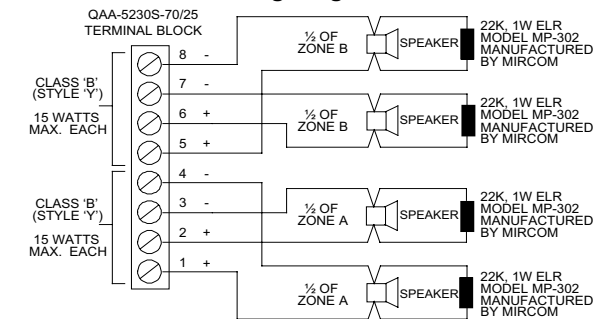 QAA-5230S-70/25
TERMINAL BLOCK
8 -
7 -
6 +
5 +
4 -
3 -
2 +
1 +
CLASS 'B'
(STYLE 'Y')
15 WATTS
MAX. EACH
CLASS 'B'
(STYLE 'Y')
15 WATTS
MAX. EACH
½ OF
ZONE B
SPEAKER
22K, 1W ELR
MODEL MP-302
MANUFACTURED
BY MIRCOM
½ OF
ZONE B
SPEAKER
22K, 1W ELR
MODEL MP-302
MANUFACTURED
BY MIRCOM
½ OF
ZONE A
SPEAKER
22K, 1W ELR
MODEL MP-302
MANUFACTURED
BY MIRCOM
½ OF
ZONE A
SPEAKER
22K, 1W ELR
MODEL MP-302
MANUFACTURED
BY MIRCOM